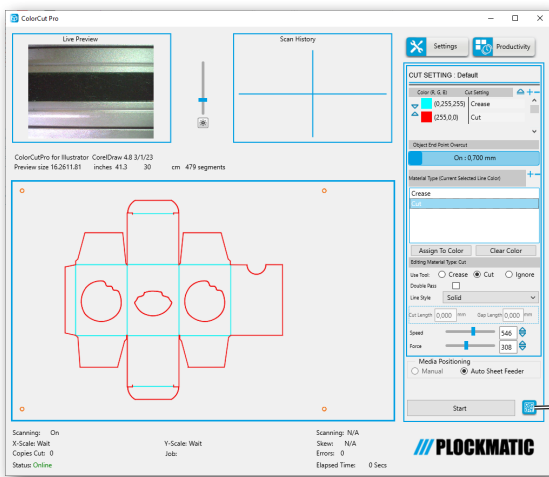 ColorCut Pro
Live Preview
Scan History
Settings
Productivity
CUT SETTING : Default
Color (R, G, B) Cut Setting
(0,255,255) Crease
(255,0,0) Cut
Object End Point Overcut
On : 0,700 mm
ColorCutPro for Illustrator CorelDraw 4.8 3/1/23
Preview size 16.2611.81 inches 41.3 30 cm 479 segments
Material Type (Current Selected Line Color)
Crease
Cut
Assign To Color Clear Color
Editing Material Type: Cut
Use Tool: Crease Cut Ignore
Double Pass
Line Style Solid
Cut Length 0,000 mm Gap Length 0,000 mm
Speed 546
Force 308
Media Positioning
Manual Auto Sheet Feeder
Start
Scanning: On Scanning: N/A
X-Scale: Wait Y-Scale: Wait Skew: N/A
Copies Cut: 0 Job: Errors: 0
Status: Online Elapsed Time: 0 Secs
PLOCKMATIC